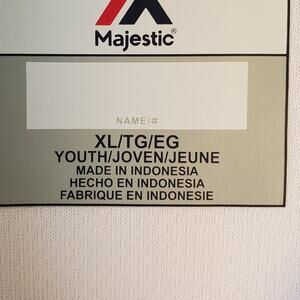 Majestic®
NAME/#
XL/TG/EG
YOUTH/JOVEN/JEUNE
MADE IN INDONESIA
HECHO EN INDONESIA
FABRIQUE EN INDONESIE